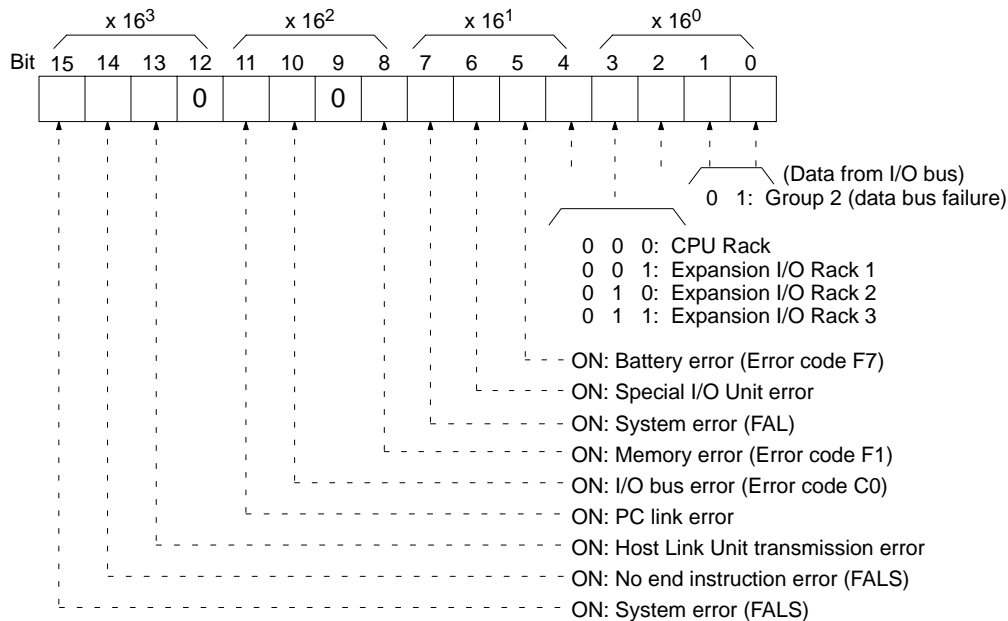 x 16³ x 16² x 16¹ x 16⁰
Bit 15 14 13 12 11 10 9 8 7 6 5 4 3 2 1 0
0 0
(Data from I/O bus)
0 1: Group 2 (data bus failure)
0 0 0: CPU Rack
0 0 1: Expansion I/O Rack 1
0 1 0: Expansion I/O Rack 2
0 1 1: Expansion I/O Rack 3
ON: Battery error (Error code F7)
ON: Special I/O Unit error
ON: System error (FAL)
ON: Memory error (Error code F1)
ON: I/O bus error (Error code C0)
ON: PC link error
ON: Host Link Unit transmission error
ON: No end instruction error (FALS)
ON: System error (FALS)